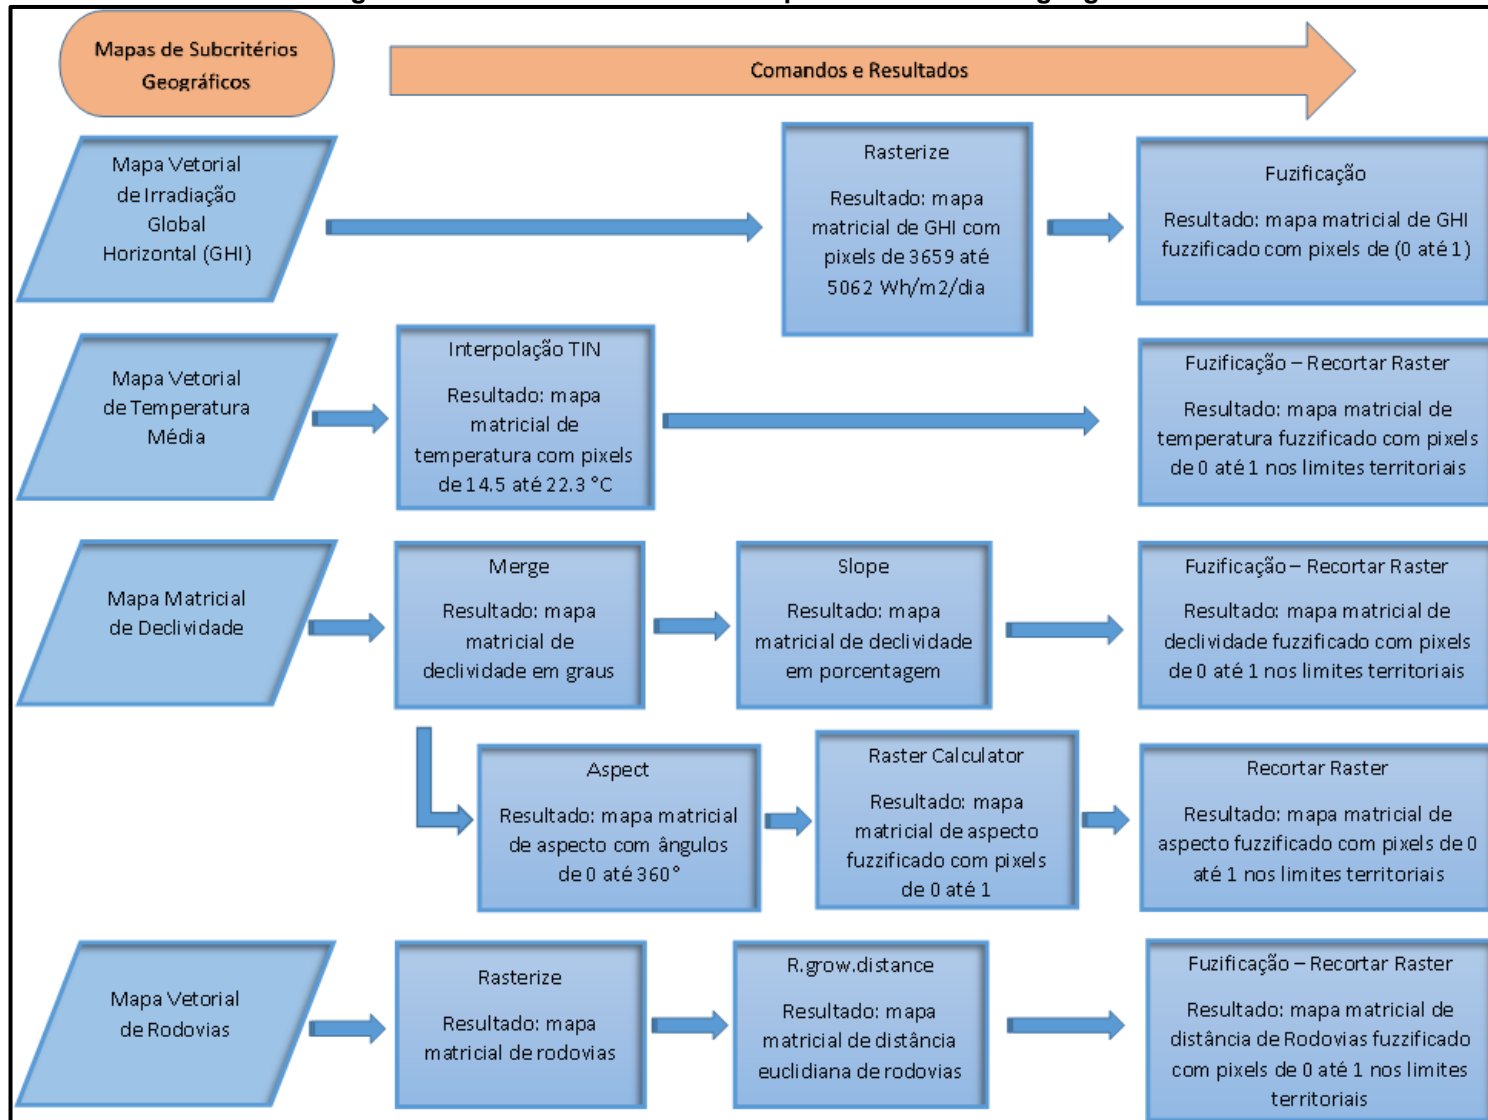 Mapas de Subcritérios
Geográficos
Comandos e Resultados
Mapa Vetorial
de Irradiação
Global
Horizontal (GHI)
Rasterize
Resultado: mapa
matricial de GHI com
pixels de 3659 até
5062 Wh/m2/dia
Fuzificação
Resultado: mapa matricial de GHI
fuzzificado com pixels de (0 até 1)
Mapa Vetorial
de Temperatura
Média
Interpolação TIN
Resultado: mapa
matricial de
temperatura com pixels
de 14.5 até 22.3 °C
Fuzificação – Recortar Raster
Resultado: mapa matricial de
temperatura fuzzificado com pixels
de 0 até 1 nos limites territoriais
Mapa Matricial
de Declividade
Merge
Resultado: mapa
matricial de
declividade em graus
Slope
Resultado: mapa
matricial de declividade
em porcentagem
Fuzificação – Recortar Raster
Resultado: mapa matricial de
declividade fuzzificado com pixels
de 0 até 1 nos limites territoriais
Aspect
Resultado: mapa matricial
de aspecto com ângulos
de 0 até 360°
Raster Calculator
Resultado: mapa
matricial de aspecto
fuzzificado com pixels
de 0 até 1
Recortar Raster
Resultado: mapa matricial de
aspecto fuzzificado com pixels de 0
até 1 nos limites territoriais
Mapa Vetorial
de Rodovias
Rasterize
Resultado: mapa
matricial de rodovias
R.grow.distance
Resultado: mapa
matricial de distância
euclidiana de rodovias
Fuzificação – Recortar Raster
Resultado: mapa matricial de
distância de Rodovias fuzzificado
com pixels de 0 até 1 nos limites
territoriais